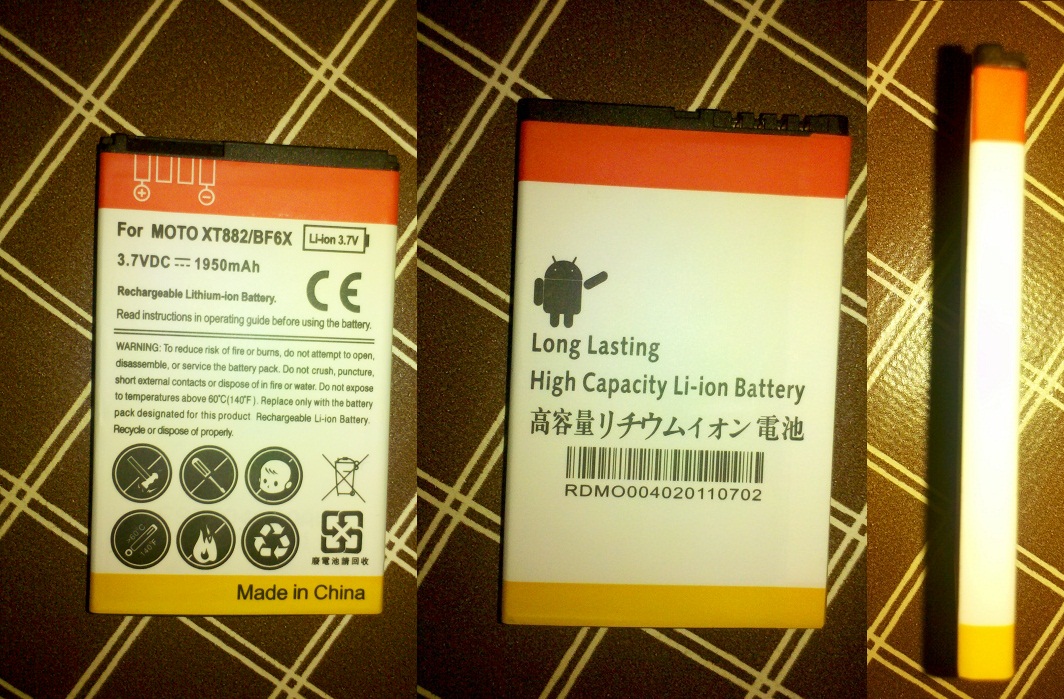 For MOTO XT882/BF6X
Li-ion 3.7V
3.7VDC ⎓ 1950mAh
CE
Rechargeable Lithium-ion Battery.
Read instructions in operating guide before using the battery.
WARNING: To reduce risk of fire or burns, do not attempt to open,
disassemble, or service the battery pack. Do not crush, puncture,
short external contacts or dispose of in fire or water. Do not expose
to temperatures above 60℃(140℉). Replace only with the battery
pack designated for this product Rechargeable Li-ion Battery.
Recycle or dispose of properly.
>60℃
140℉
廢電池請回收
Made in China
Long Lasting
High Capacity Li-ion Battery
高容量リチウムイオン電池
RDMO004020110702